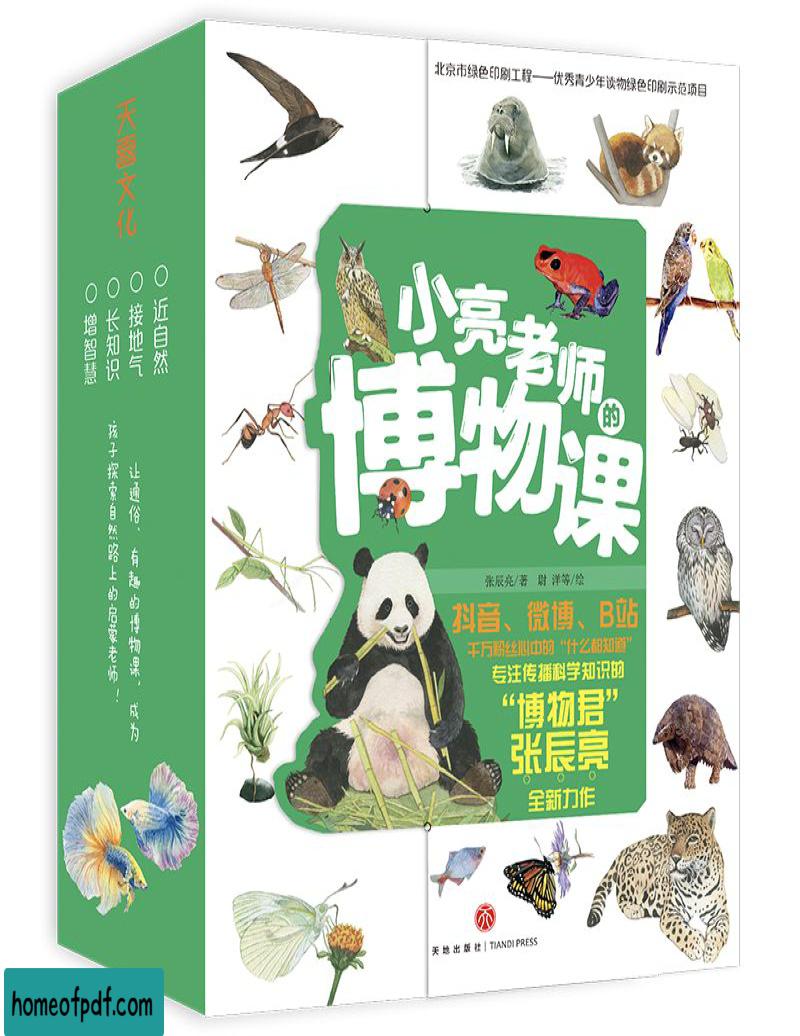 天喜文化
近自然
接地气
长知识
增智慧
让通俗、有趣的博物课，成为
孩子探索自然路上的启蒙老师！
北京市绿色印刷工程——优秀青少年读物绿色印刷示范项目
小亮老师的
博物课
张辰亮/著 尉 洋等/绘
抖音、微博、B站
千万粉丝心中的“什么都知道”
专注传播科学知识的
“博物君”
张辰亮
全新力作
天地出版社 | TIANDI PRESS
homeofpdf.com